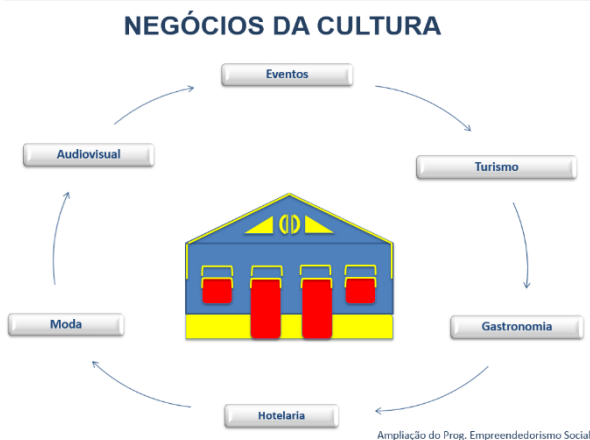 NEGÓCIOS DA CULTURA
Eventos
Turismo
Gastronomia
Hotelaria
Moda
Audiovisual
Ampliação do Prog. Empreendedorismo Social